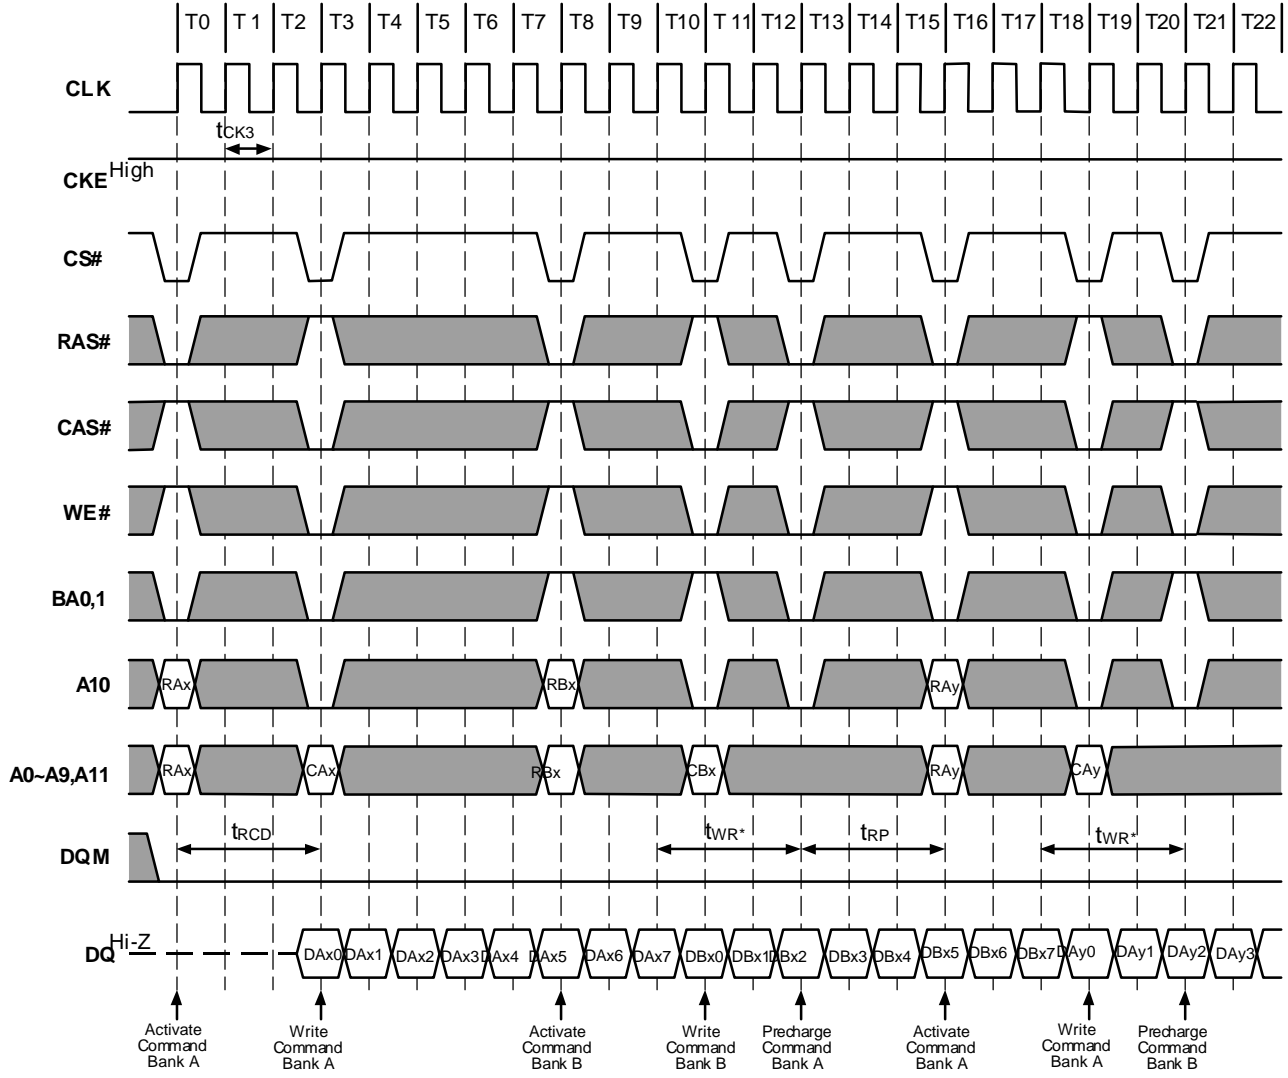 T0 T 1 T2 T3 T4 T5 T6 T7 T8 T9 T10 T 11 T12 T13 T14 T15 T16 T17 T18 T19 T20 T21 T22
CLK
tCK3
CKE High
CS#
RAS#
CAS#
WE#
BA0,1
A10 RAx RBx RAy
A0~A9,A11 RAx CAx RBx CBx RAy CAy
DQM tRCD tWR* tRP tWR*
DQ Hi-Z DAx0 DAx1 DAx2 DAx3 DAx4 DAx5 DAx6 DAx7 DBx0 DBx1 DBx2 DBx3 DBx4 DBx5 DBx6 DBx7 DAy0 DAy1 DAy2 DAy3
Activate
Command
Bank A
Write
Command
Bank A
Activate
Command
Bank B
Write
Command
Bank B
Precharge
Command
Bank A
Activate
Command
Bank A
Write
Command
Bank A
Precharge
Command
Bank B